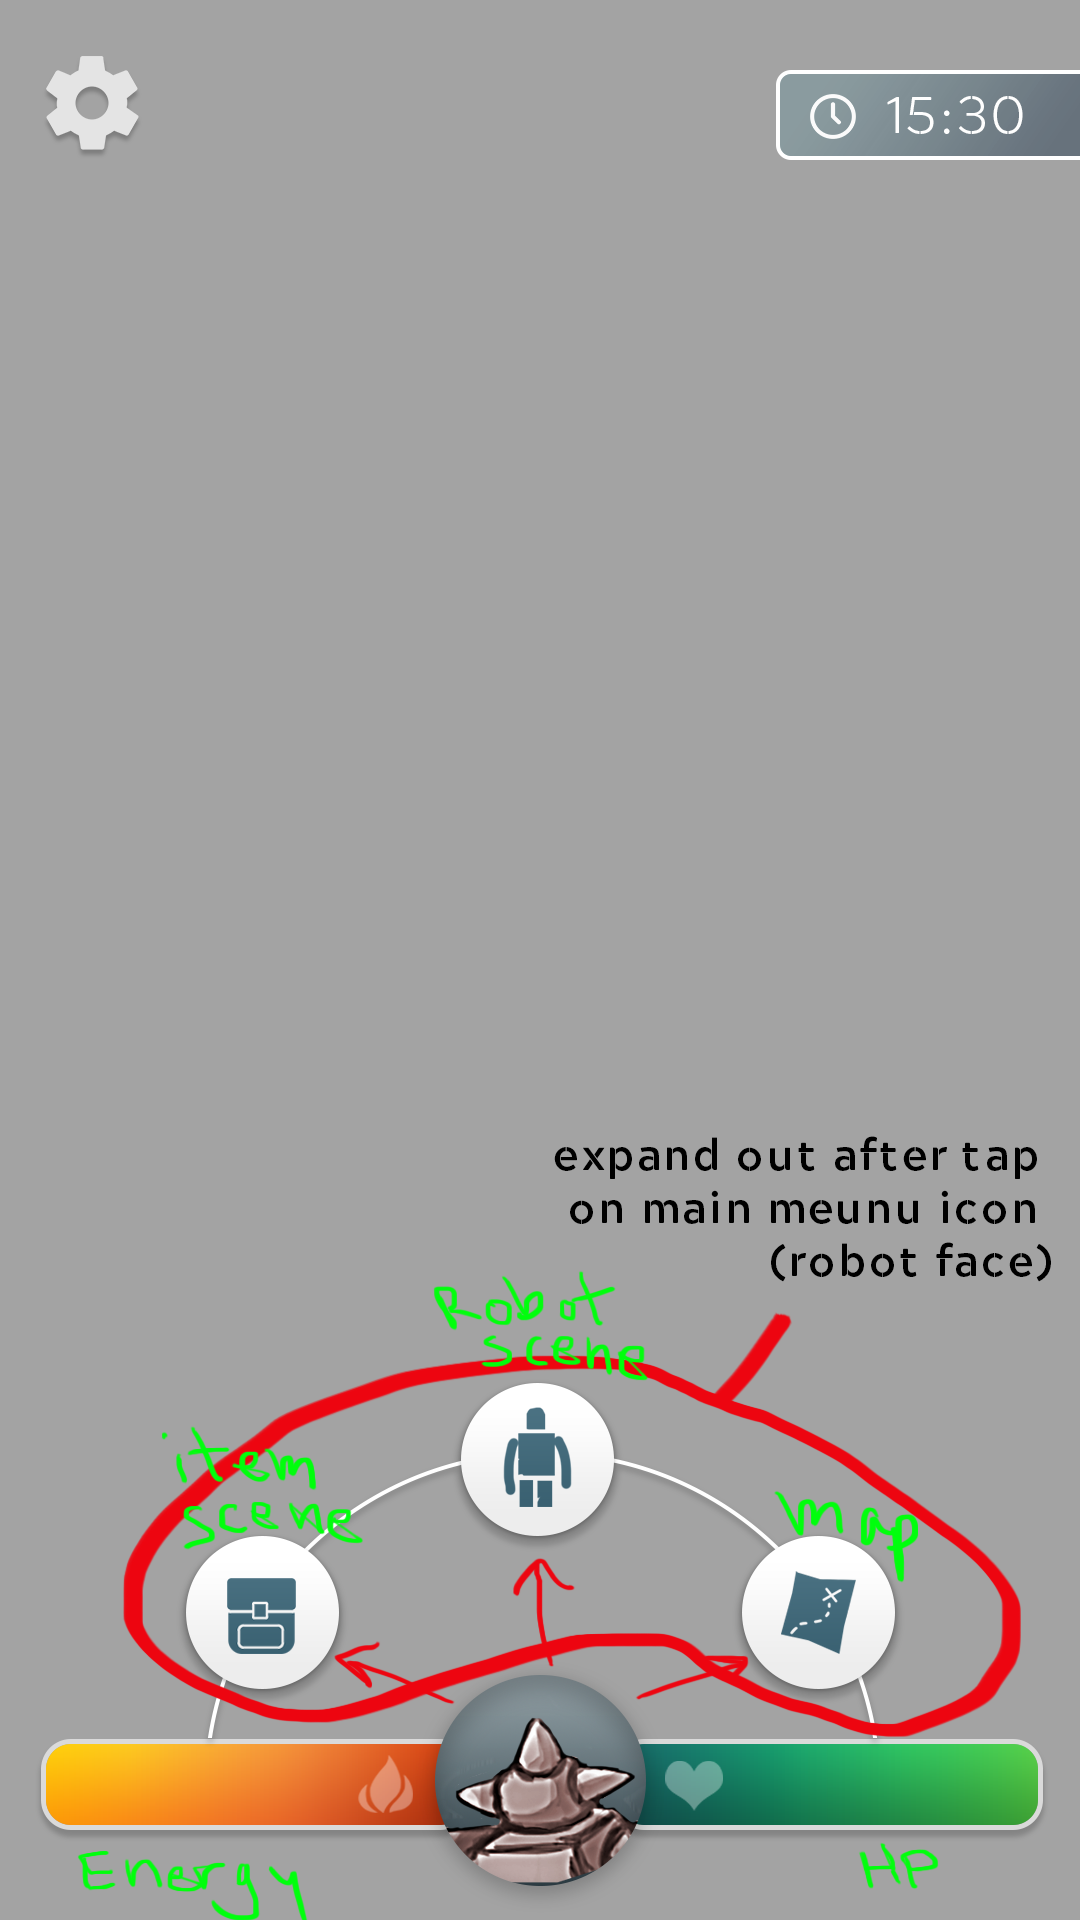 15:30
expand out after tap
on main meunu icon
(robot face)
Robot
scene
item
scene
map
Energy
HP